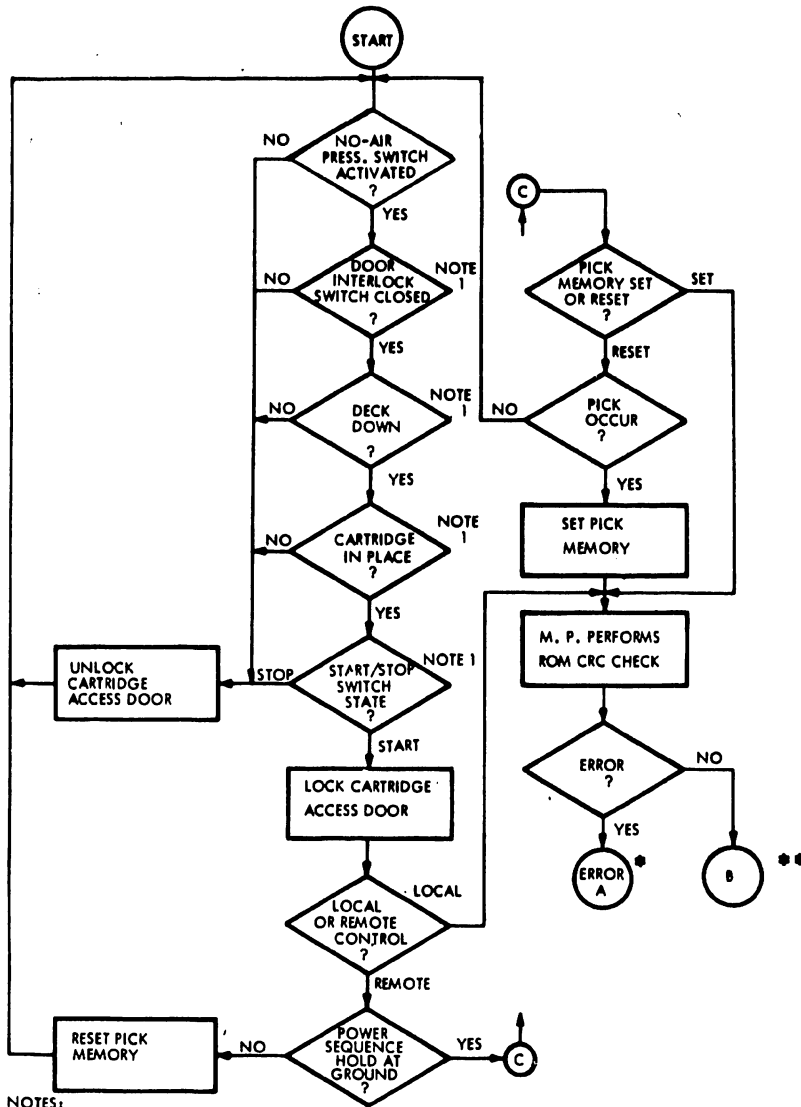 START
NO
NO-AIR
PRESS. SWITCH
ACTIVATED
?
YES
NO
DOOR
INTERLOCK
SWITCH CLOSED
?
NOTE
1
YES
NO
DECK
DOWN
?
NOTE
1
YES
NO
CARTRIDGE
IN PLACE
?
NOTE
1
YES
UNLOCK
CARTRIDGE
ACCESS DOOR
STOP
START/STOP
SWITCH
STATE
?
NOTE 1
START
LOCK CARTRIDGE
ACCESS DOOR
LOCAL
LOCAL
OR REMOTE
CONTROL
?
REMOTE
RESET PICK
MEMORY
NO
POWER
SEQUENCE
HOLD AT
GROUND
?
YES
C
C
PICK
MEMORY SET
OR RESET
?
SET
RESET
NO
PICK
OCCUR
?
YES
SET PICK
MEMORY
M. P. PERFORMS
ROM CRC CHECK
ERROR
?
NO
YES
ERROR
A
*
B
**
NOTES: